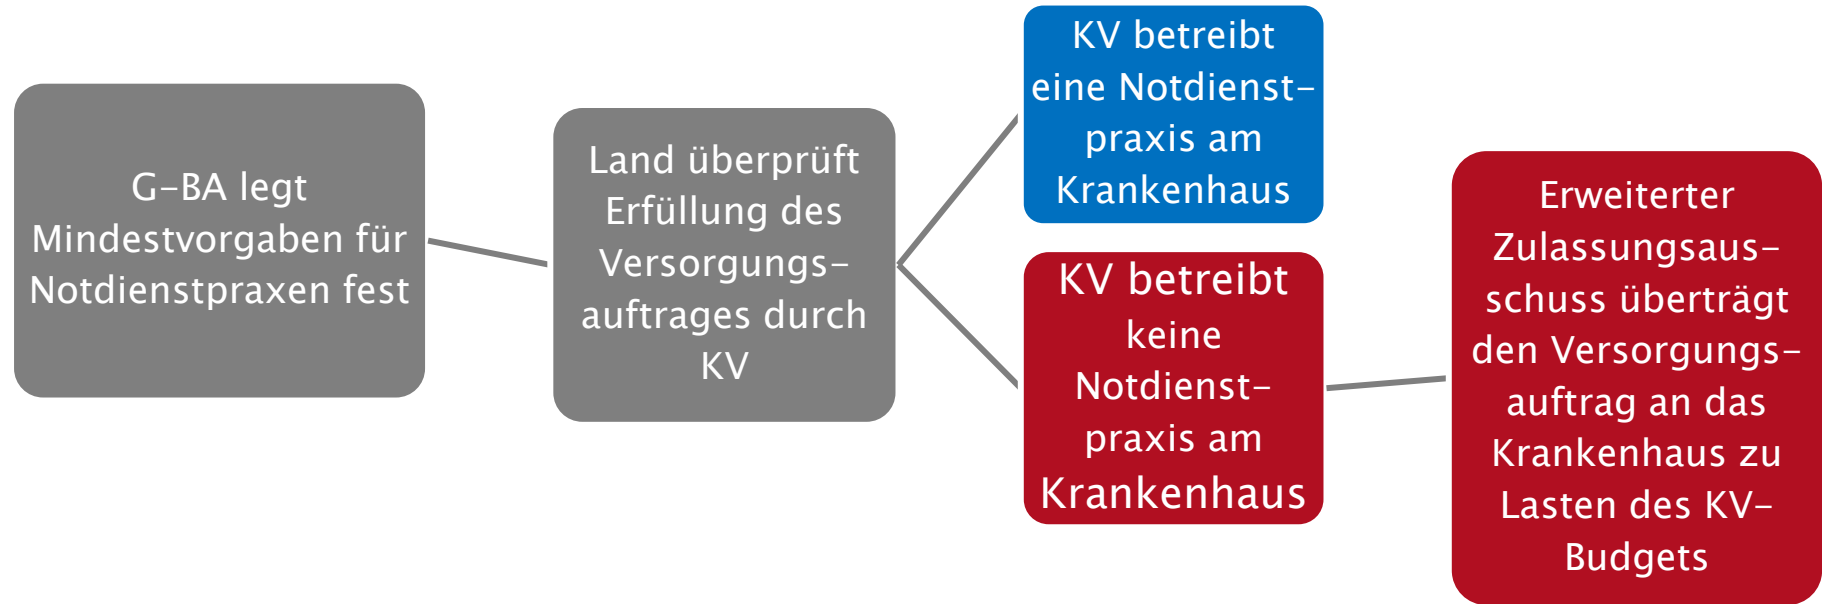 G-BA legt
Mindestvorgaben für
Notdienstpraxen fest
Land überprüft
Erfüllung des
Versorgungs-
auftrages durch
KV
KV betreibt
eine Notdienst-
praxis am
Krankenhaus
KV betreibt
keine
Notdienst-
praxis am
Krankenhaus
Erweiterter
Zulassungsaus-
schuss überträgt
den Versorgungs-
auftrag an das
Krankenhaus zu
Lasten des KV-
Budgets